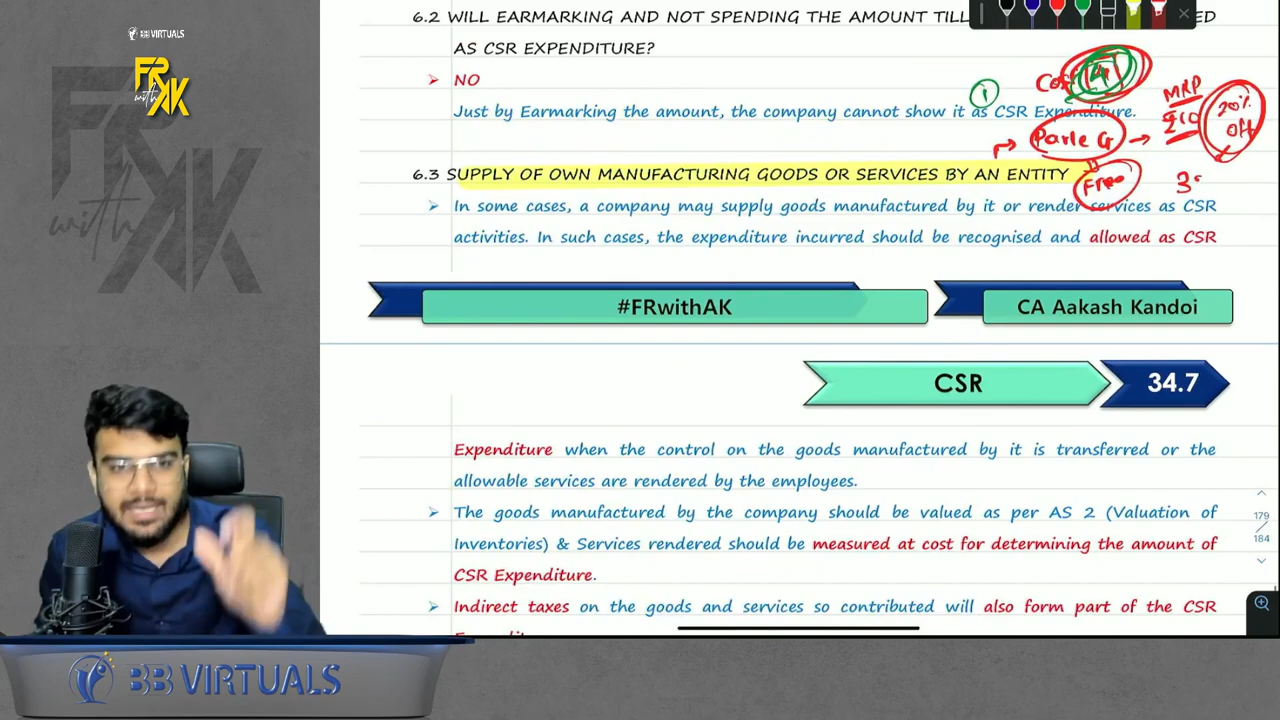 BB VIRTUALS
FR
with AK
FR
with AK
6.2 WILL EARMARKING AND NOT SPENDING THE AMOUNT TILL
AS CSR EXPENDITURE?
NO
Just by Earmarking the amount, the company cannot show it as CSR Expenditure.
1
4
Parle G
MRP
₹10
20% off
Free
3
6.3 SUPPLY OF OWN MANUFACTURING GOODS OR SERVICES BY AN ENTITY
In some cases, a company may supply goods manufactured by it or render services as CSR
activities. In such cases, the expenditure incurred should be recognised and allowed as CSR
#FRwithAK
CA Aakash Kandoi
CSR
34.7
Expenditure when the control on the goods manufactured by it is transferred or the
allowable services are rendered by the employees.
The goods manufactured by the company should be valued as per AS 2 (Valuation of
Inventories) & Services rendered should be measured at cost for determining the amount of
CSR Expenditure.
Indirect taxes on the goods and services so contributed will also form part of the CSR
179
184
BB VIRTUALS